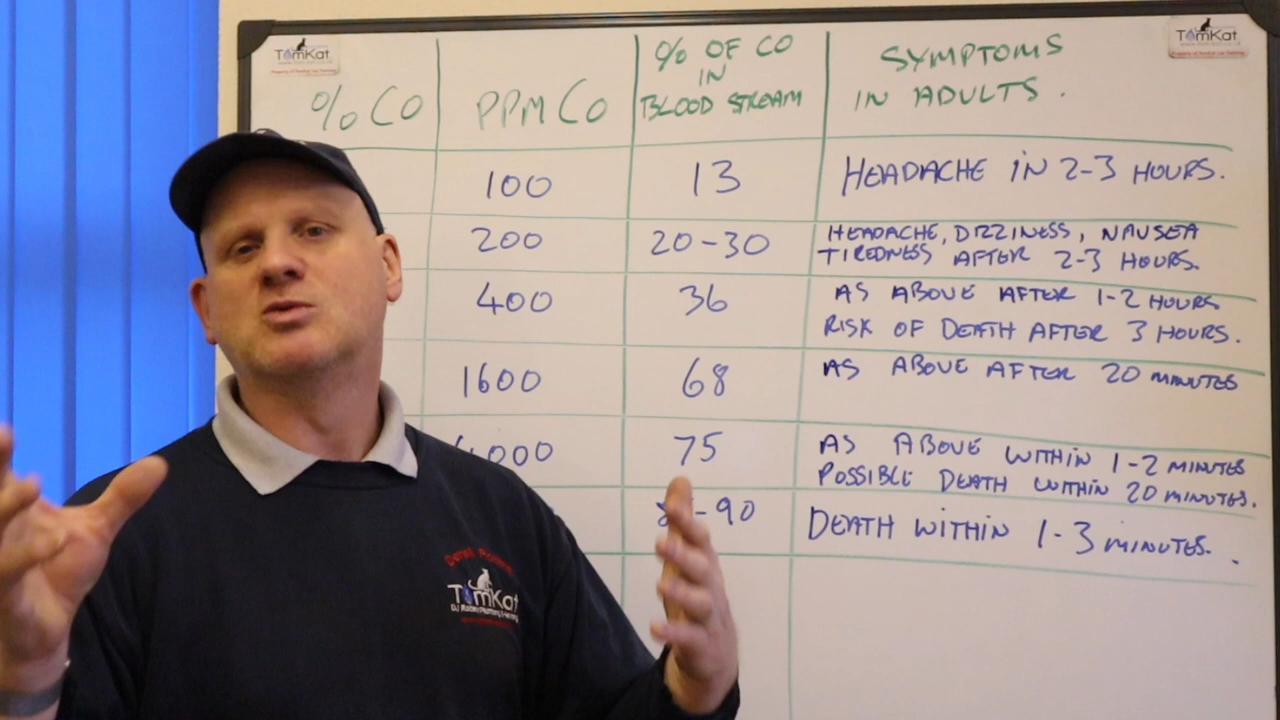 TomKat
TomKat
% CO
PPM CO
% OF CO
IN
BLOOD STREAM
SYMPTOMS
IN ADULTS.
100
13
HEADACHE IN 2-3 HOURS.
200
20-30
HEADACHE, DIZZINESS, NAUSEA
TIREDNESS AFTER 2-3 HOURS.
400
36
AS ABOVE AFTER 1-2 HOURS
RISK OF DEATH AFTER 3 HOURS.
1600
68
AS ABOVE AFTER 20 MINUTES
000
75
AS ABOVE WITHIN 1-2 MINUTES
POSSIBLE DEATH WITHIN 20 MINUTES.
-90
DEATH WITHIN 1-3 MINUTES.
TomKat